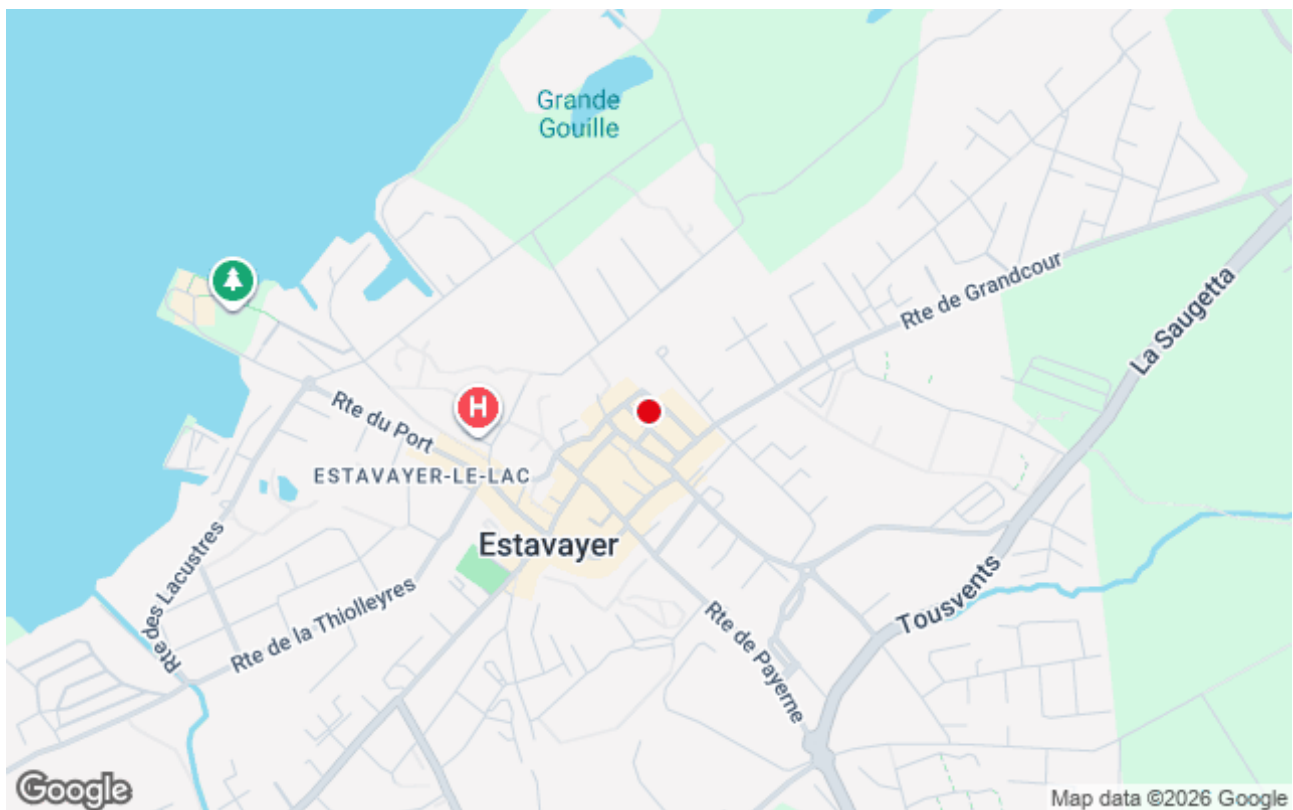 Grande
Gouille
Rte de Grandcour
La Saugetta
Rte du Port
H
ESTAVAYER-LE-LAC
Estavayer
Rte des Lacustres
Rte de la Thiolleyres
Tousvents
Rte de Payerne
Google
Map data ©2026 Google